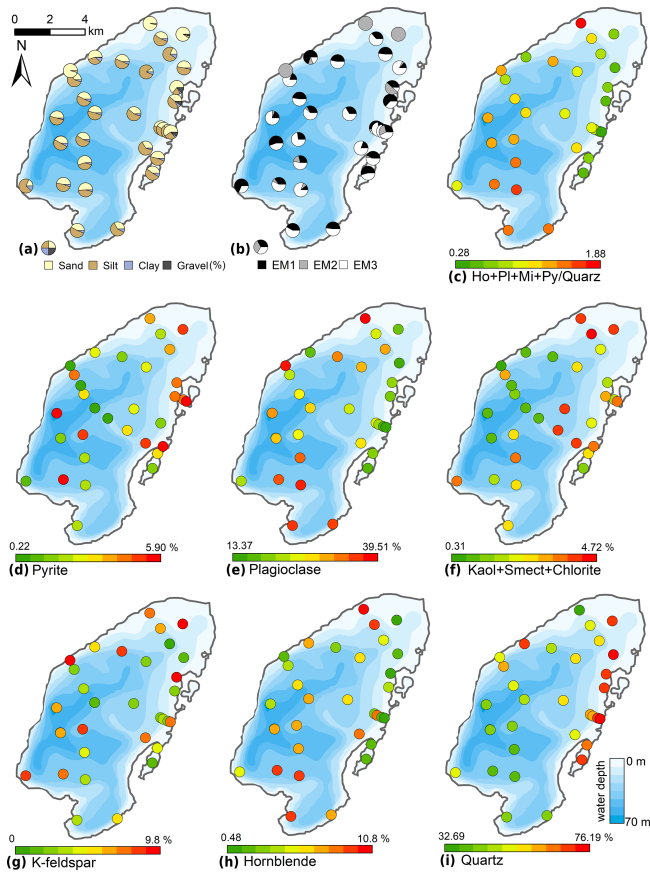 0 2 4 km
N
(a)
Sand Silt Clay Gravel(%)
(b)
EM1 EM2 EM3
0.28 1.88
(c) Ho+Pl+Mi+Py/Quarz
0.22 5.90 %
(d) Pyrite
13.37 39.51 %
(e) Plagioclase
0.31 4.72 %
(f) Kaol+Smect+Chlorite
0 9.8 %
(g) K-feldspar
0.48 10.8 %
(h) Hornblende
0 m
water depth
70 m
32.69 76.19 %
(i) Quartz